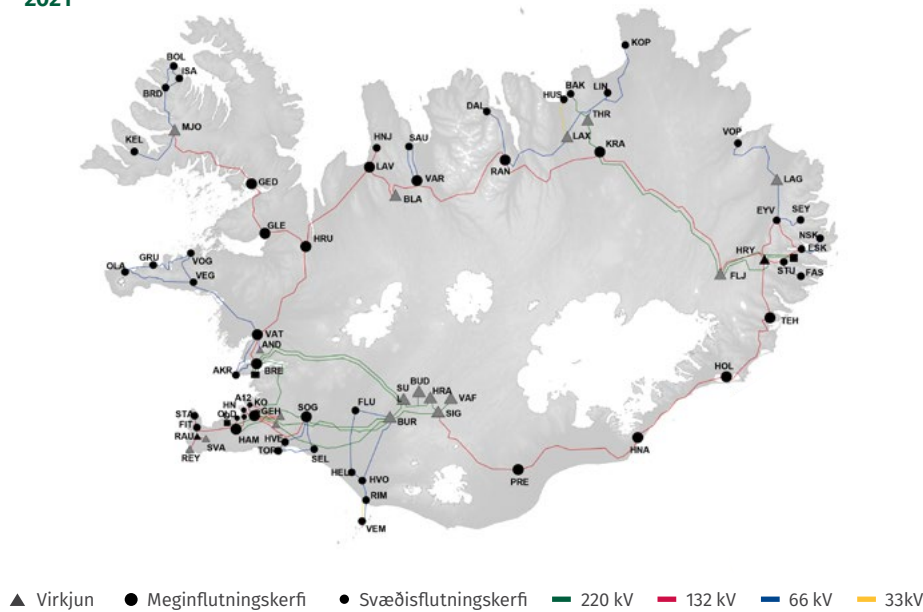 2021
KOP
BOL
ISA
BRD
BAK
LIN
HUS
DAL
THR
MJO
VOP
HNJ
SAU
LAX
KEL
KRA
LAV
RAN
VAR
LAG
GED
BLA
EYV
SEY
GLE
NSK
HRU
HRY
ESK
GRU
VOG
OLA
STU
FAS
VEG
FLJ
TEH
VAT
AND
BRE
AKR
HOL
BUD
SU
HRA
VAF
A12
KO
FLU
HN
SOG
SIG
STA
OLD
GEH
BUR
FIT
RAU
HAM
HVE
HNA
SVA
TOR
SEL
REY
HEL
HVO
PRE
RIM
VEM
Virkjun Meginflutningskerfi Svæðisflutningskerfi 220 kV 132 kV 66 kV 33kV